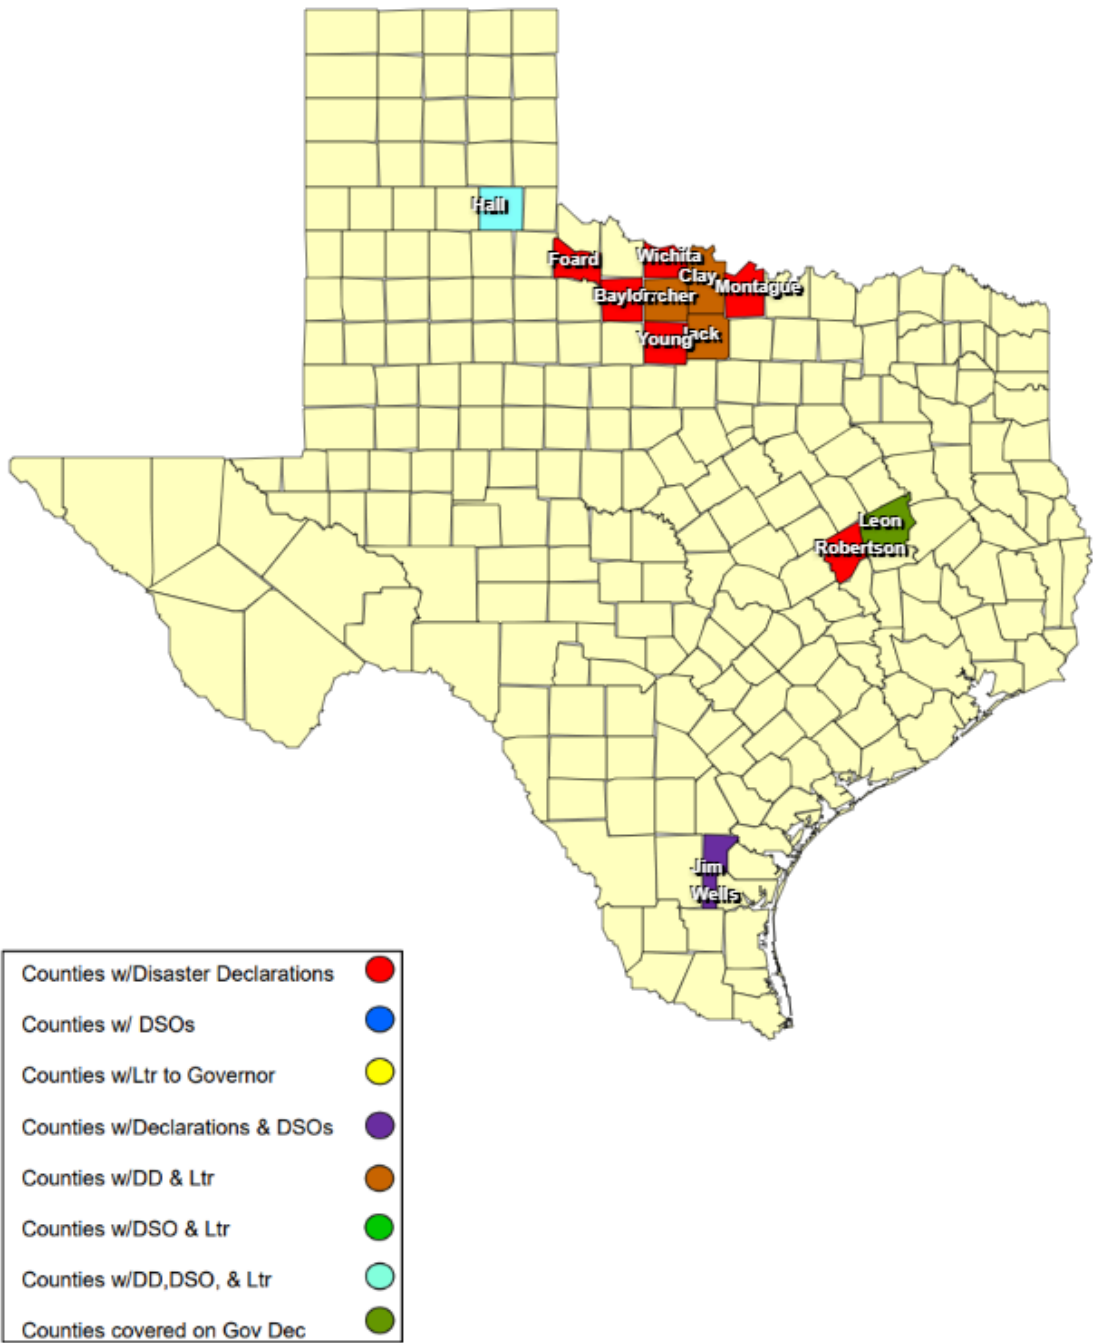 Hall
Foard
Wichita
Clay
Montague
Baylor
Young
Leon
Robertson
Jim
Wells
Counties w/Disaster Declarations
Counties w/ DSOs
Counties w/Ltr to Governor
Counties w/Declarations & DSOs
Counties w/DD & Ltr
Counties w/DSO & Ltr
Counties w/DD,DSO, & Ltr
Counties covered on Gov Dec